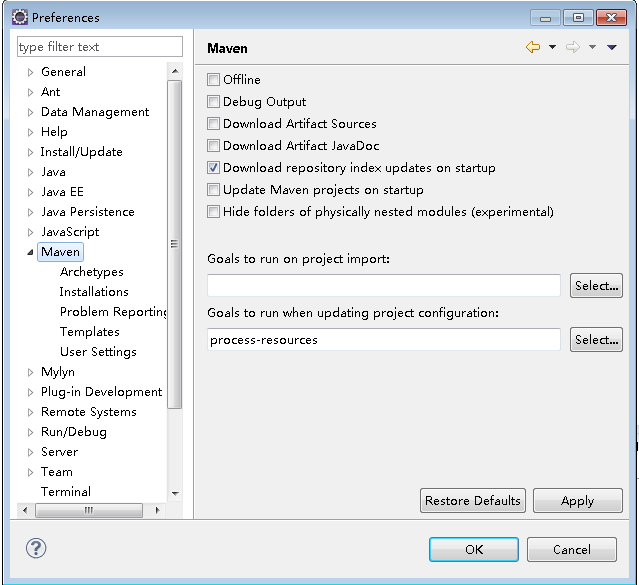 Preferences
type filter text
General
Ant
Data Management
Help
Install/Update
Java
Java EE
Java Persistence
JavaScript
Maven
Archetypes
Installations
Problem Reporting
Templates
User Settings
Mylyn
Plug-in Development
Remote Systems
Run/Debug
Server
Team
Terminal
Maven
Offline
Debug Output
Download Artifact Sources
Download Artifact JavaDoc
Download repository index updates on startup
Update Maven projects on startup
Hide folders of physically nested modules (experimental)
Goals to run on project import:
Select...
Goals to run when updating project configuration:
process-resources
Select...
Restore Defaults
Apply
?
OK
Cancel